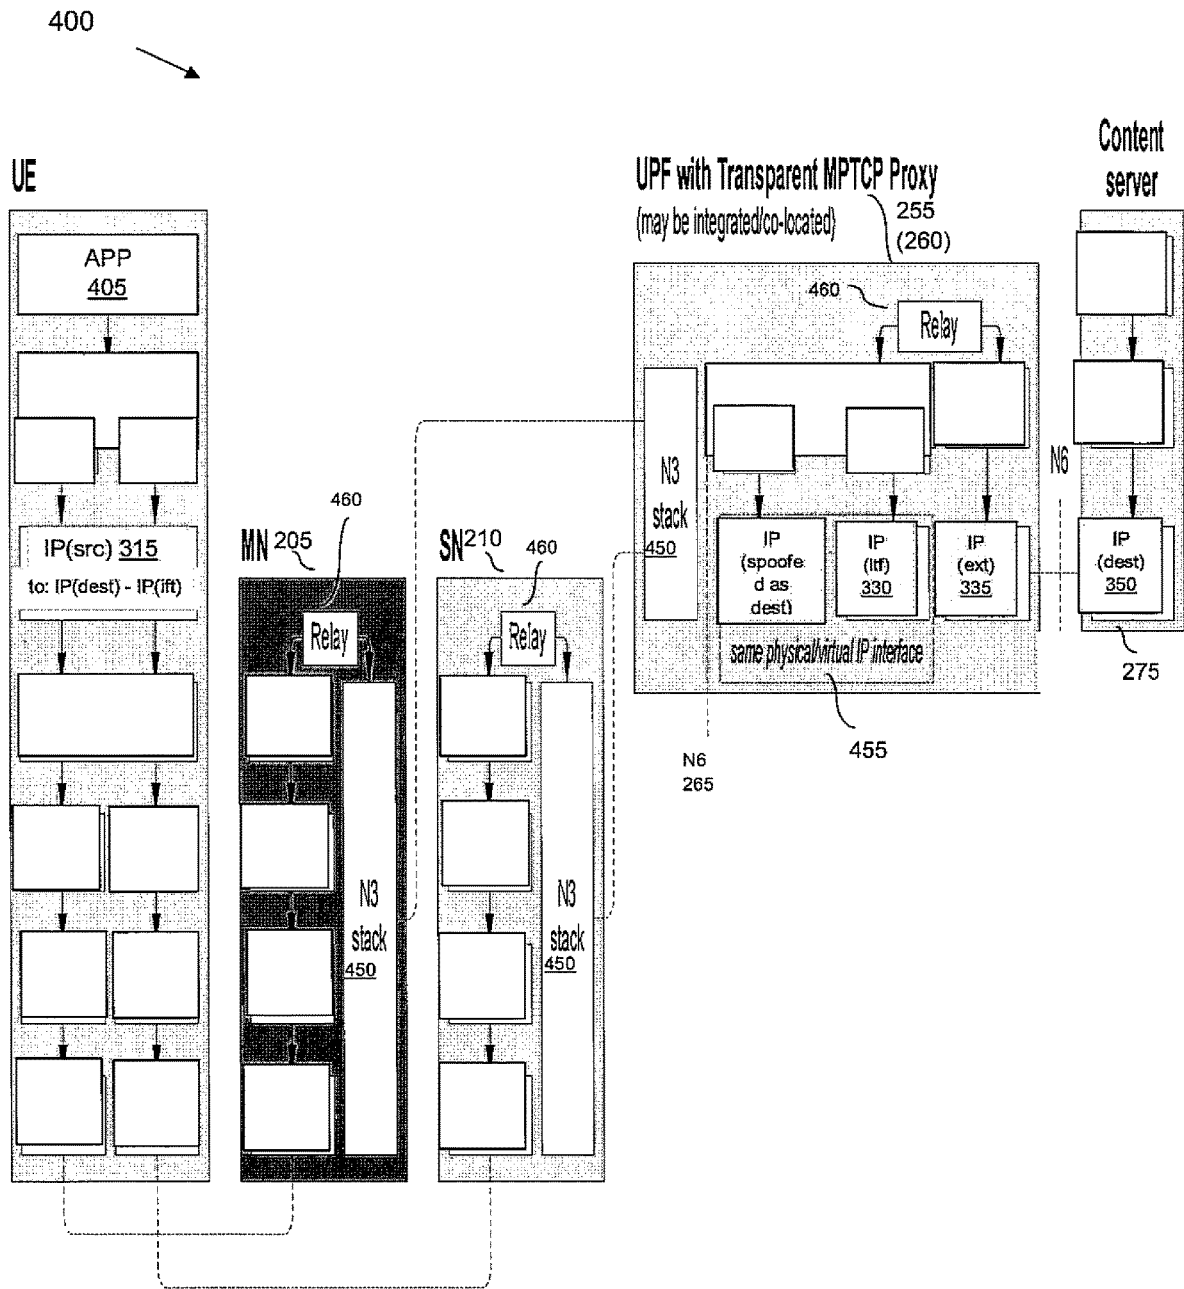 400
UE
APP
405
IP(src) 315
to: IP(dest) - IP(ift)
MN 205
460
Relay
N3
stack
450
SN 210
460
Relay
N3
stack
450
UPF with Transparent MPTCP Proxy
(may be integrated/co-located)
255
(260)
460
Relay
N3
stack
450
IP
(spoofe
d as
dest)
IP
(ltf)
330
IP
(ext)
335
same physical/virtual IP interface
455
N6
265
N6
Content
server
IP
(dest)
350
275